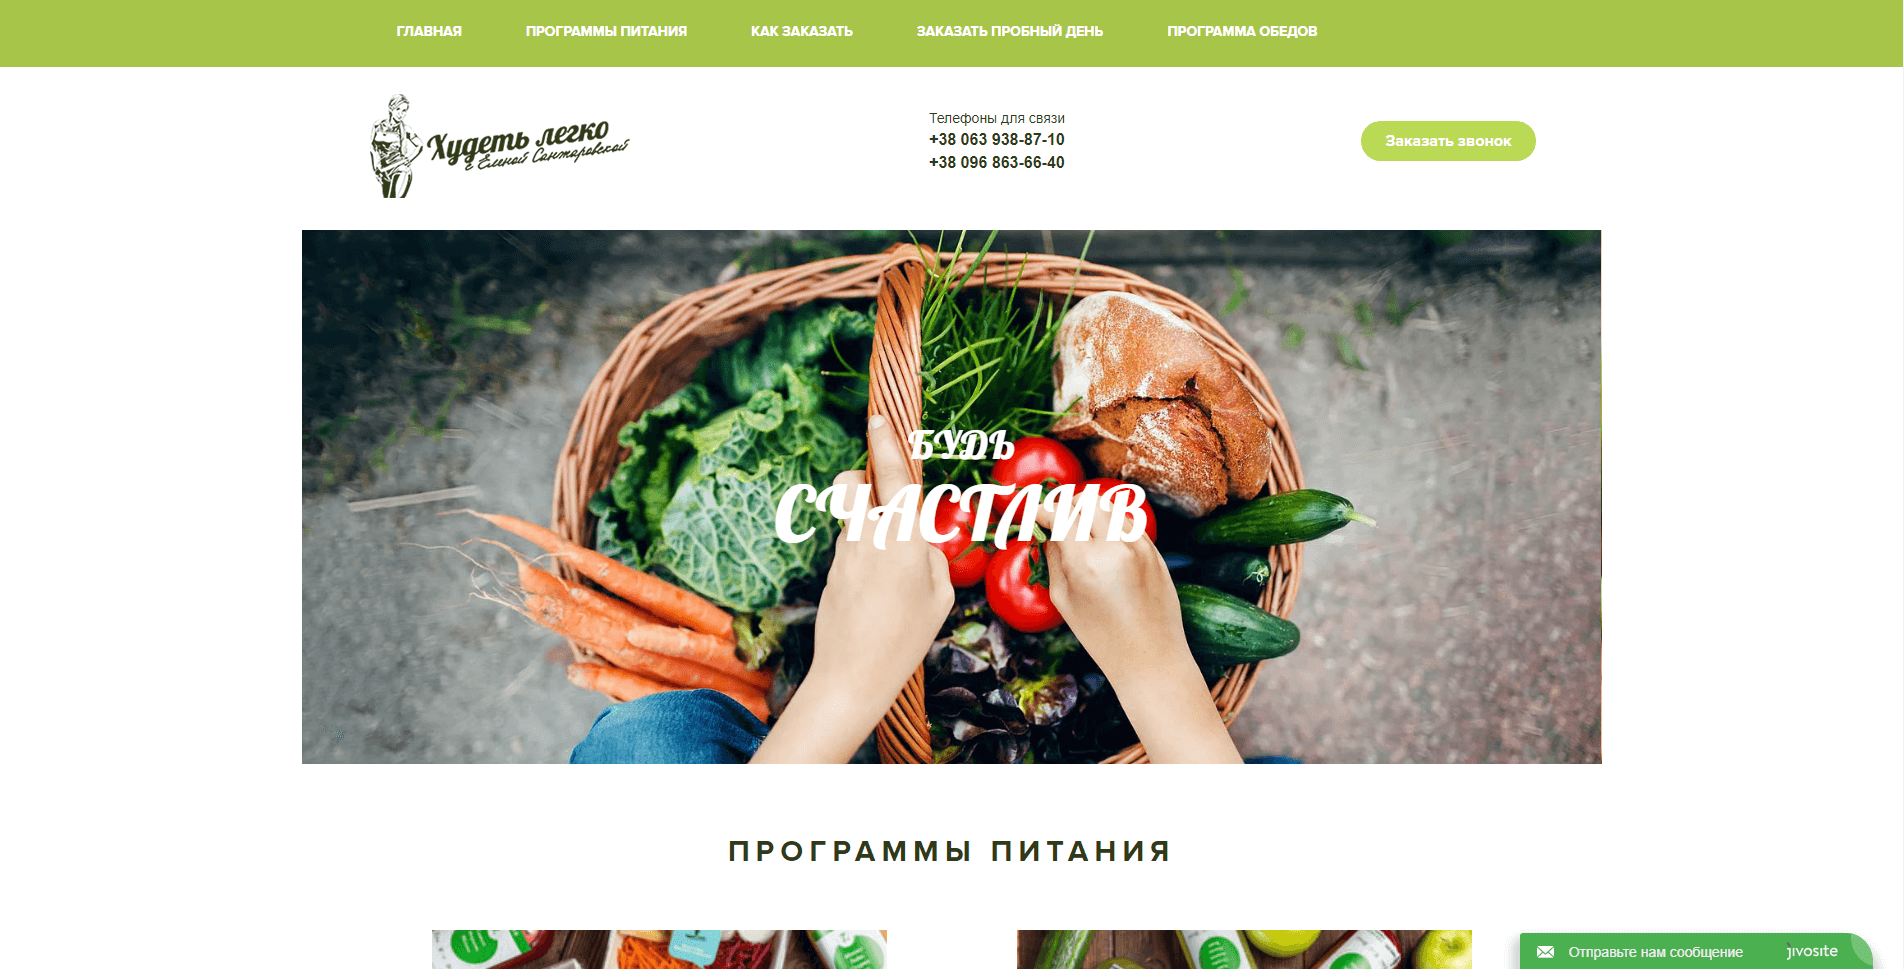 ГЛАВНАЯ
ПРОГРАММЫ ПИТАНИЯ
КАК ЗАКАЗАТЬ
ЗАКАЗАТЬ ПРОБНЫЙ ДЕНЬ
ПРОГРАММА ОБЕДОВ
Худеть легко
с Еленой Сантаровской
Телефоны для связи
+38 063 938-87-10
+38 096 863-66-40
Заказать звонок
БУДЬ
СЧАСТЛИВ
ПРОГРАММЫ ПИТАНИЯ
Отправьте нам сообщение
jivosite